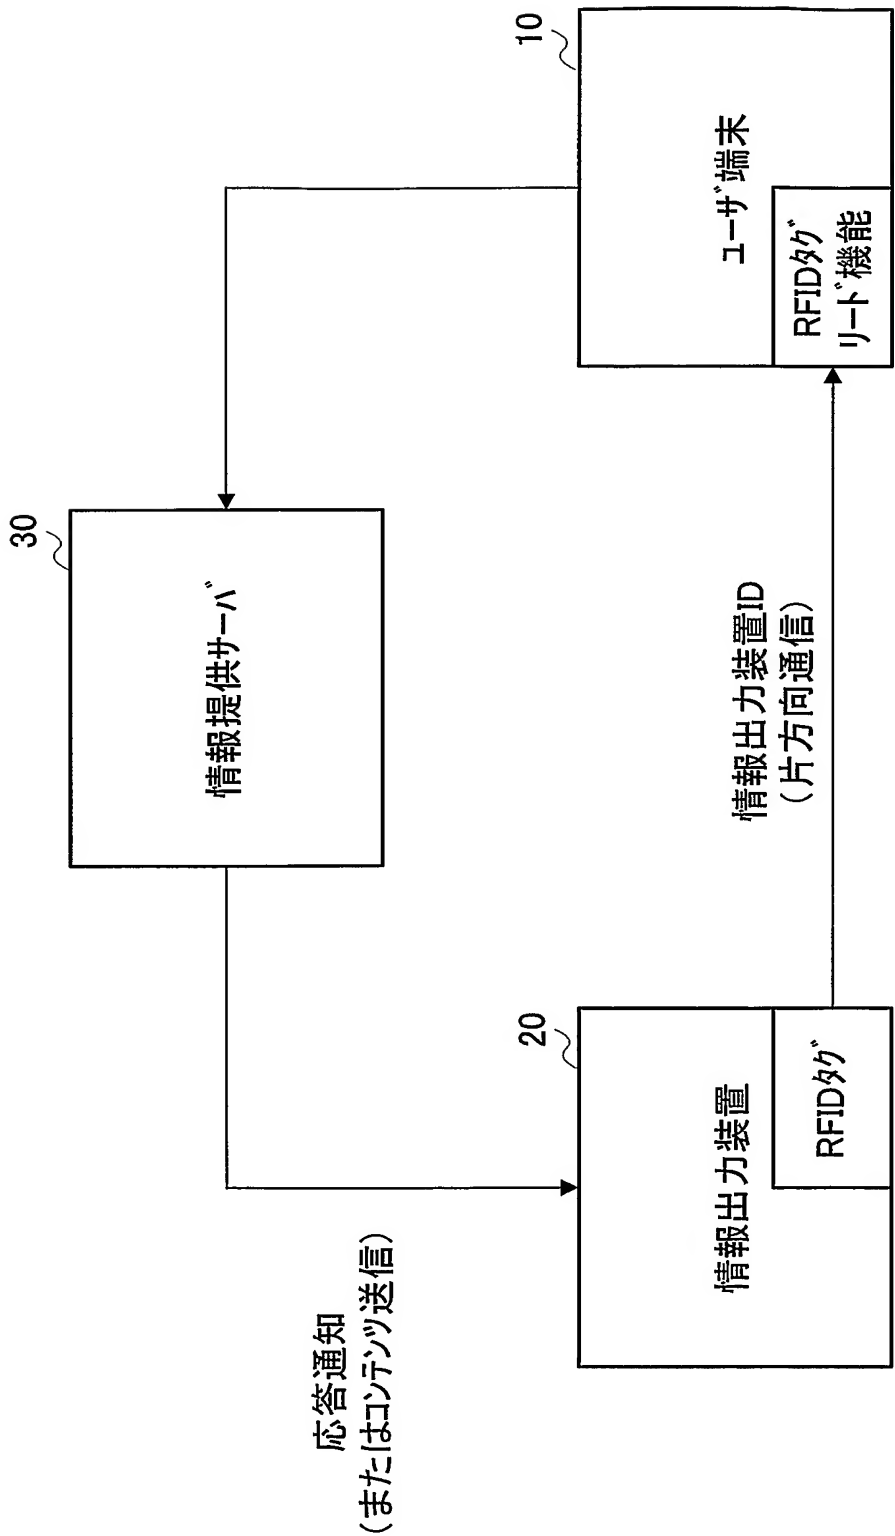 30
情報提供サーバ
応答通知
(またはコンテンツ送信)
20
情報出力装置
RFIDタグ
情報出力装置ID
(片方向通信)
10
ユーザ端末
RFIDタグ
リード機能